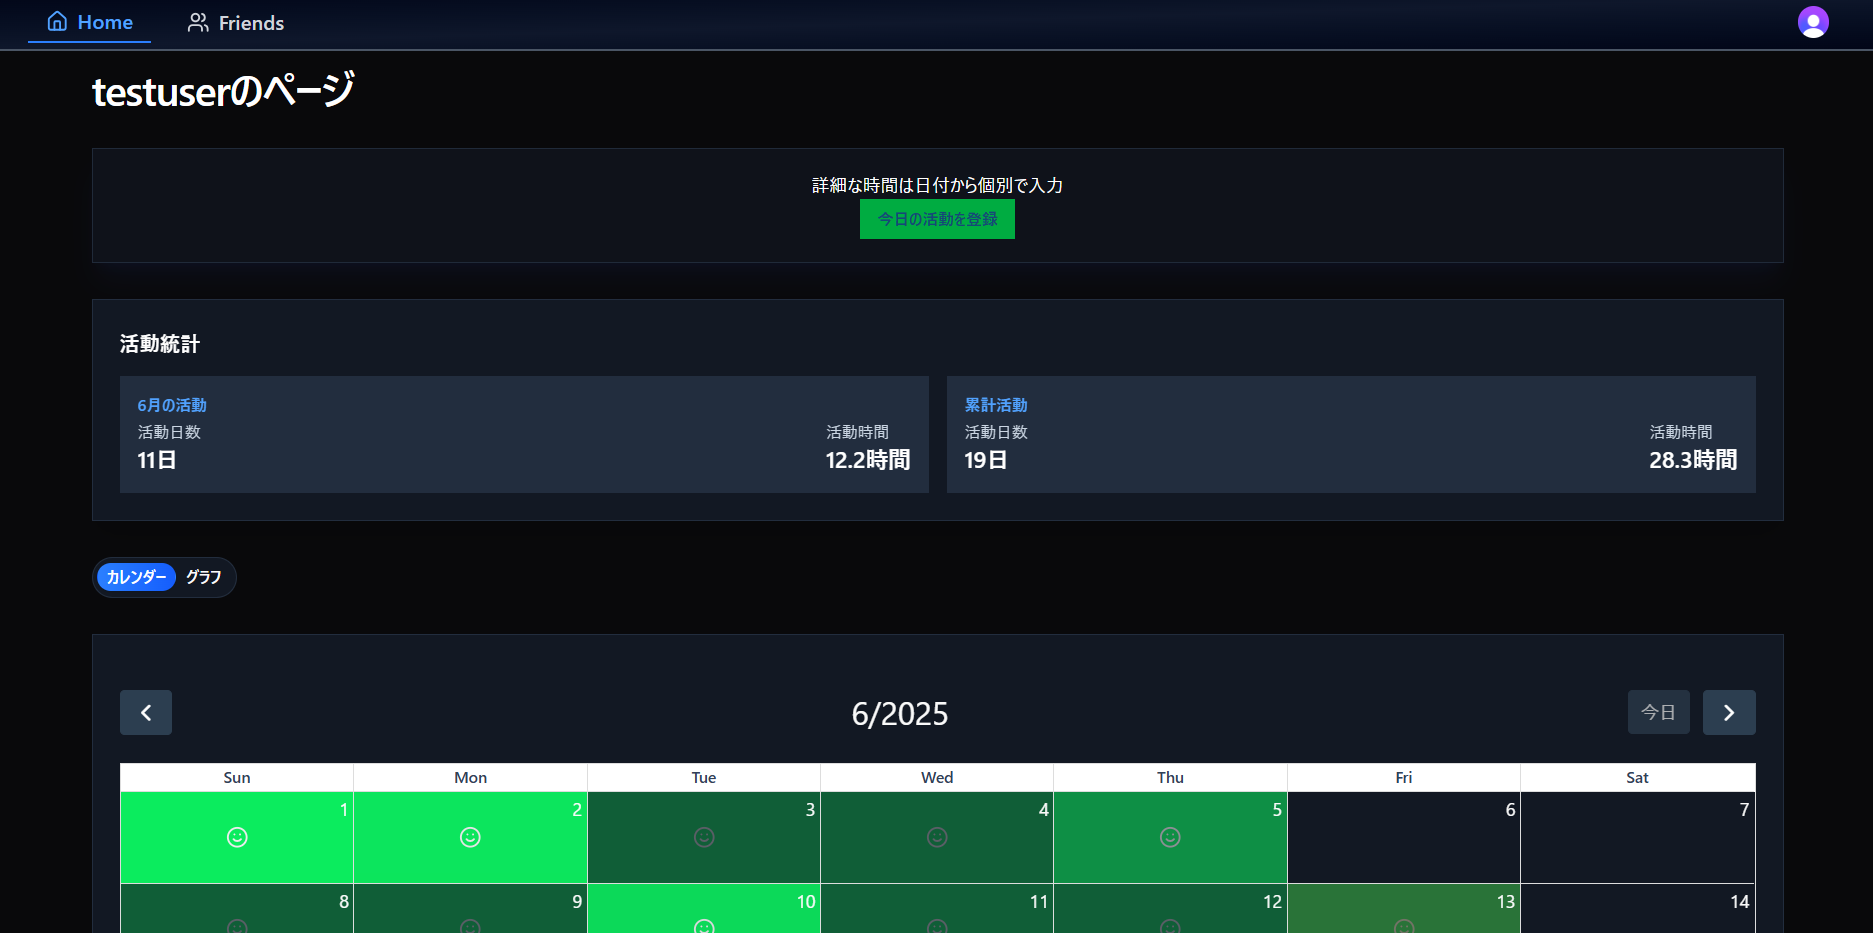 Home Friends
testuserのページ
詳細な時間は日付から個別で入力
今日の活動を登録
活動統計
6月の活動
活動日数 活動時間
11日 12.2時間
累計活動
活動日数 活動時間
19日 28.3時間
カレンダー グラフ
6/2025 今日
Sun Mon Tue Wed Thu Fri Sat
1 2 3 4 5 6 7
8 9 10 11 12 13 14